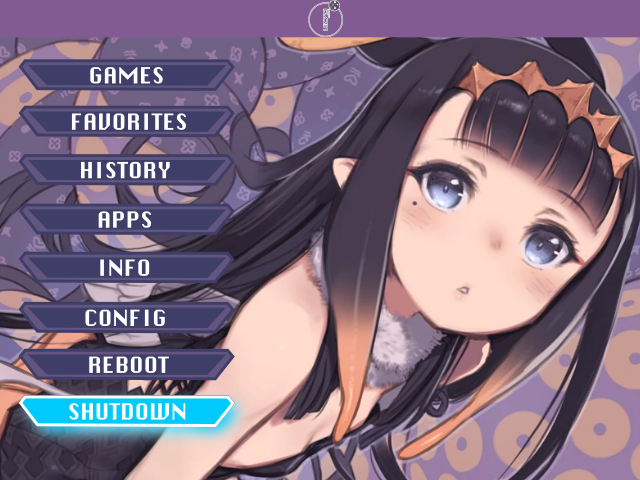 GAMES
FAVORITES
HISTORY
APPS
INFO
CONFIG
REBOOT
SHUTDOWN